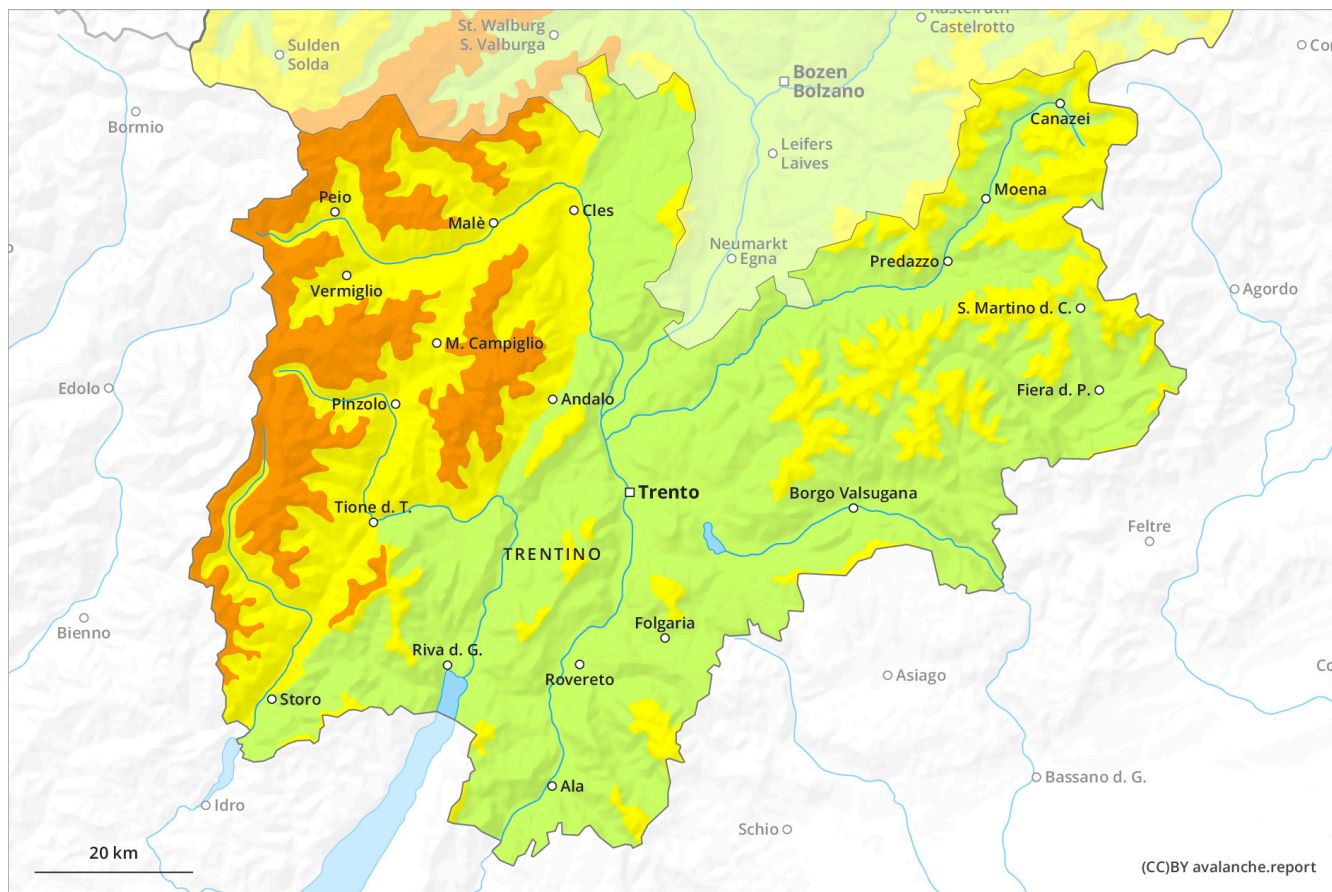 Kastelruth
Castelrotto
St. Walburg
S. Valburga
Sulden
Solda
Bozen
Bolzano
Bormio
Canazei
Leifers
Laives
Moena
Peio
Malè
Cles
Neumarkt
Egna
Predazzo
Vermiglio
Agordo
S. Martino d. C.
M. Campiglio
Edolo
Pinzolo
Andalo
Fiera d. P.
Trento
Borgo Valsugana
Tione d. T.
Feltre
TRENTINO
Bienno
Folgaria
Riva d. G.
Rovereto
Asiago
Storo
Bassano d. G.
Ala
Idro
Schio
20 km
(CC)BY avalanche.report